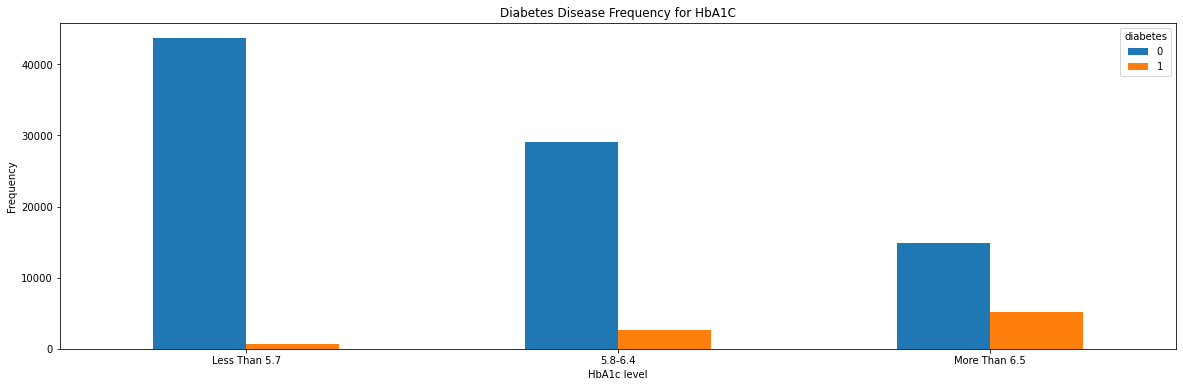 Diabetes Disease Frequency for HbA1C
diabetes
0
1
40000
30000
20000
10000
0
Frequency
Less Than 5.7
5.8-6.4
More Than 6.5
HbA1c level